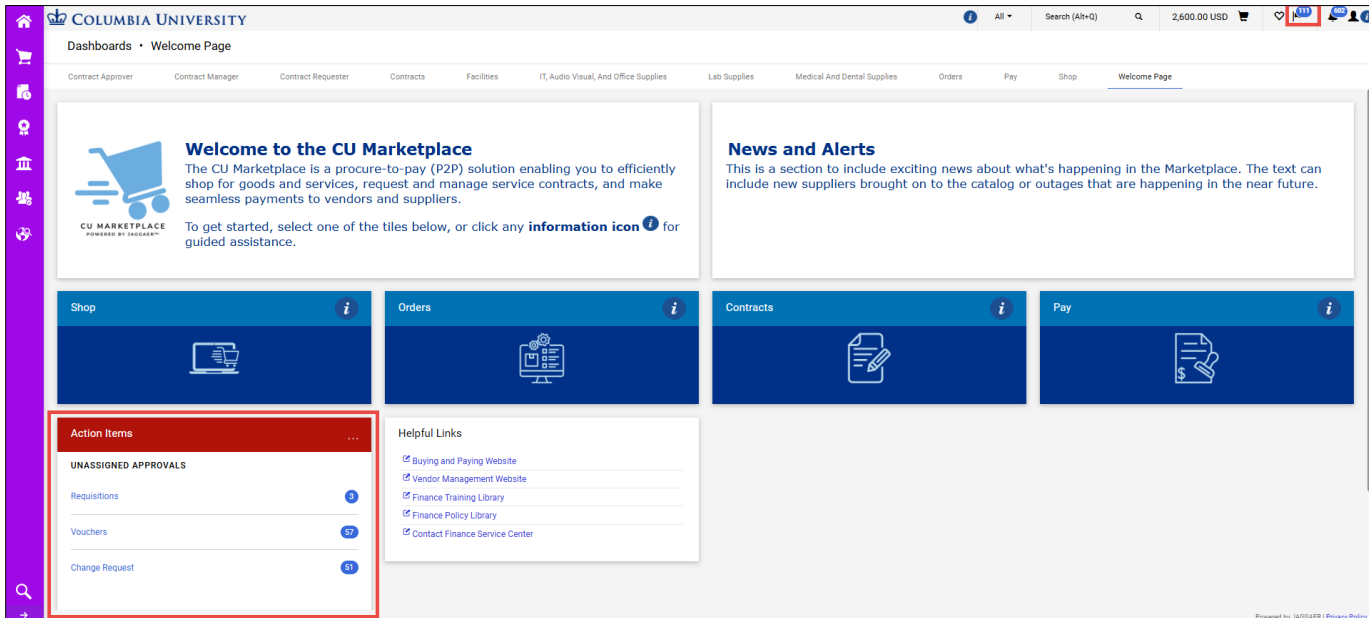 COLUMBIA UNIVERSITY
All
Search (Alt+Q)
2,600.00 USD
111
602
Dashboards • Welcome Page
Contract Approver
Contract Manager
Contract Requester
Contracts
Facilities
IT, Audio Visual, And Office Supplies
Lab Supplies
Medical And Dental Supplies
Orders
Pay
Shop
Welcome Page
Welcome to the CU Marketplace
The CU Marketplace is a procure-to-pay (P2P) solution enabling you to efficiently
shop for goods and services, request and manage service contracts, and make
seamless payments to vendors and suppliers.
To get started, select one of the tiles below, or click any information icon i for
guided assistance.
CU MARKETPLACE
POWERED BY JAGGAER™
News and Alerts
This is a section to include exciting news about what's happening in the Marketplace. The text can
include new suppliers brought on to the catalog or outages that are happening in the near future.
Shop
Orders
Contracts
Pay
Action Items
...
UNASSIGNED APPROVALS
Requisitions
3
Vouchers
57
Change Request
51
Helpful Links
Buying and Paying Website
Vendor Management Website
Finance Training Library
Finance Policy Library
Contact Finance Service Center
Powered by JAGGAER | Privacy Policy